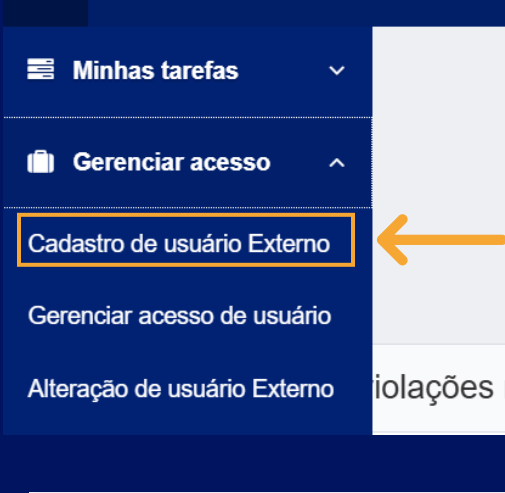 Minhas tarefas
Gerenciar acesso
Cadastro de usuário Externo
Gerenciar acesso de usuário
Alteração de usuário Externo
iolações